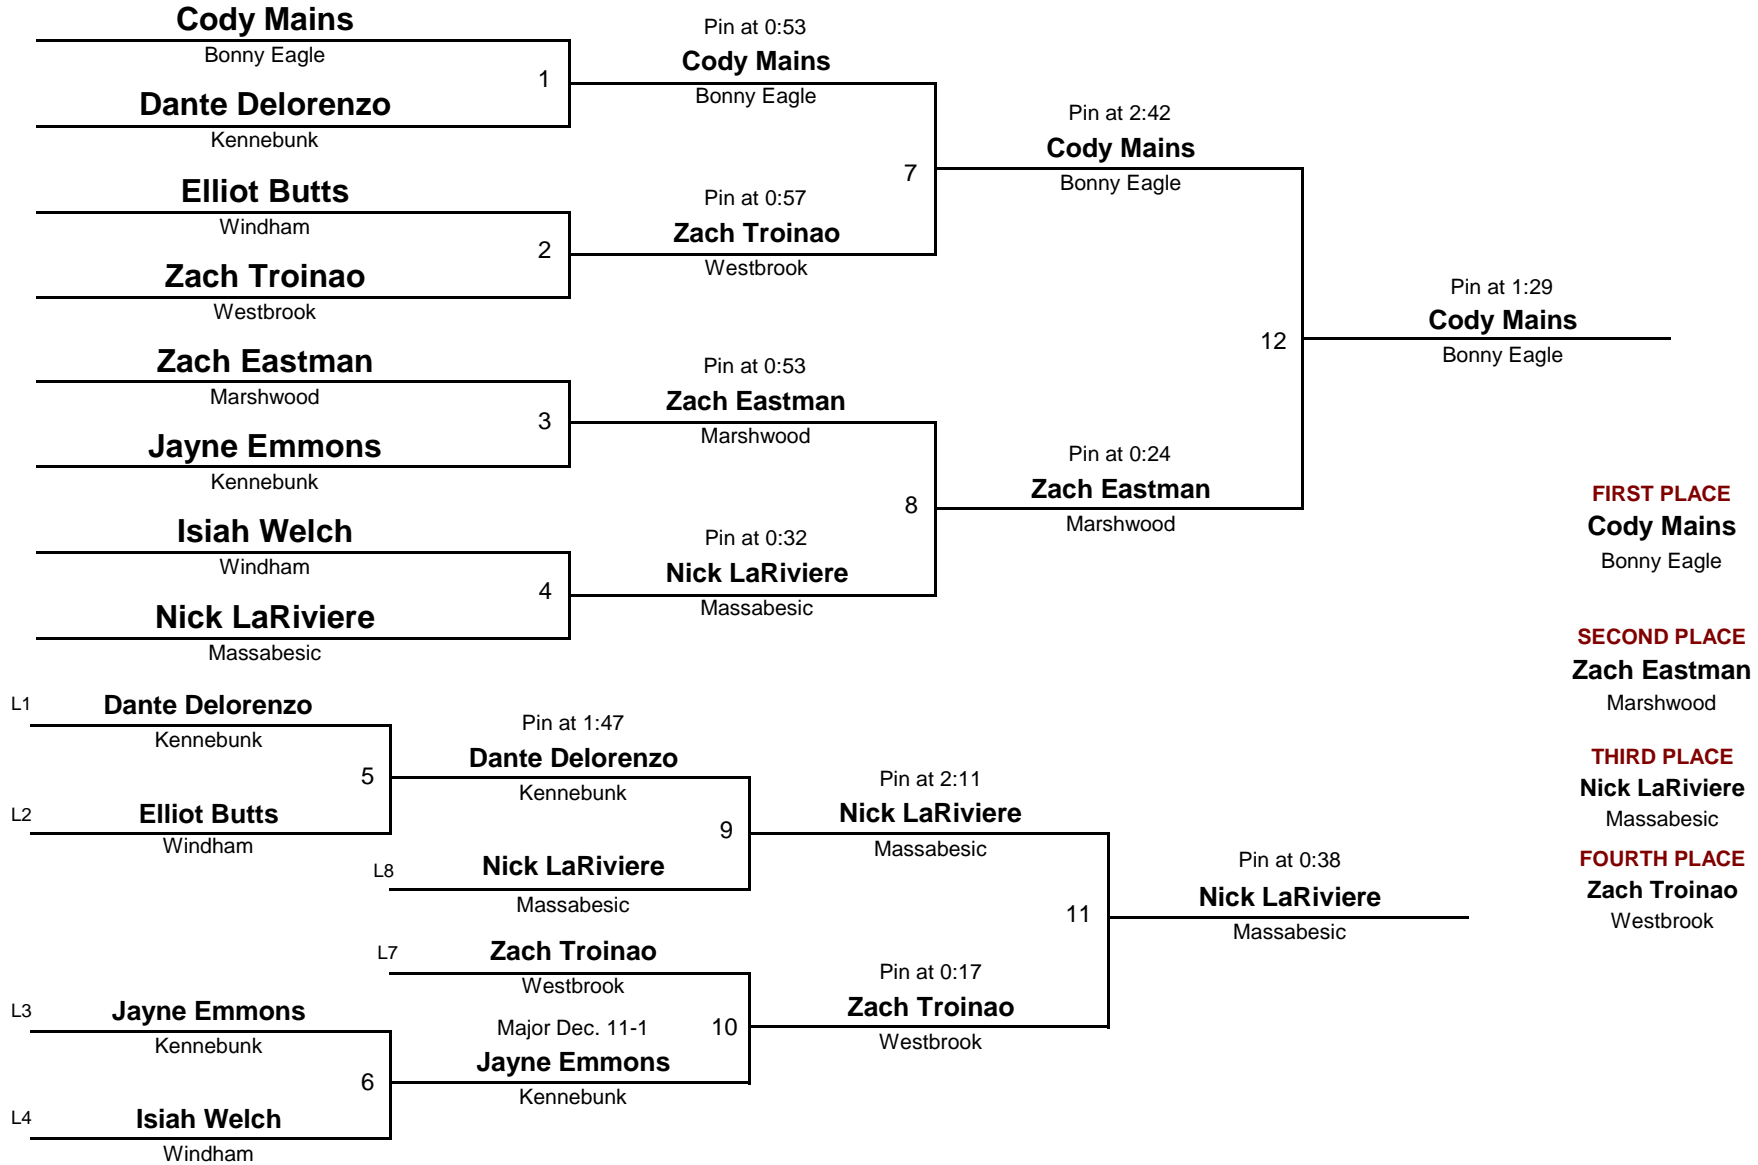 Cody Mains
Bonny Eagle
1
Dante Delorenzo
Kennebunk
Elliot Butts
Windham
2
Zach Troinao
Westbrook
Zach Eastman
Marshwood
3
Jayne Emmons
Kennebunk
Isiah Welch
Windham
4
Nick LaRiviere
Massabesic
Pin at 0:53
Cody Mains
Bonny Eagle
7
Pin at 0:57
Zach Troinao
Westbrook
Pin at 0:53
Zach Eastman
Marshwood
8
Pin at 0:32
Nick LaRiviere
Massabesic
Pin at 2:42
Cody Mains
Bonny Eagle
12
Pin at 0:24
Zach Eastman
Marshwood
Pin at 1:29
Cody Mains
Bonny Eagle
FIRST PLACE
Cody Mains
Bonny Eagle
SECOND PLACE
Zach Eastman
Marshwood
THIRD PLACE
Nick LaRiviere
Massabesic
FOURTH PLACE
Zach Troinao
Westbrook
L1 Dante Delorenzo
Kennebunk
5
L2 Elliot Butts
Windham
L3 Jayne Emmons
Kennebunk
6
L4 Isiah Welch
Windham
Pin at 1:47
Dante Delorenzo
Kennebunk
9
L8 Nick LaRiviere
Massabesic
L7 Zach Troinao
Westbrook
Major Dec. 11-1 10
Jayne Emmons
Kennebunk
Pin at 2:11
Nick LaRiviere
Massabesic
11
Pin at 0:17
Zach Troinao
Westbrook
Pin at 0:38
Nick LaRiviere
Massabesic